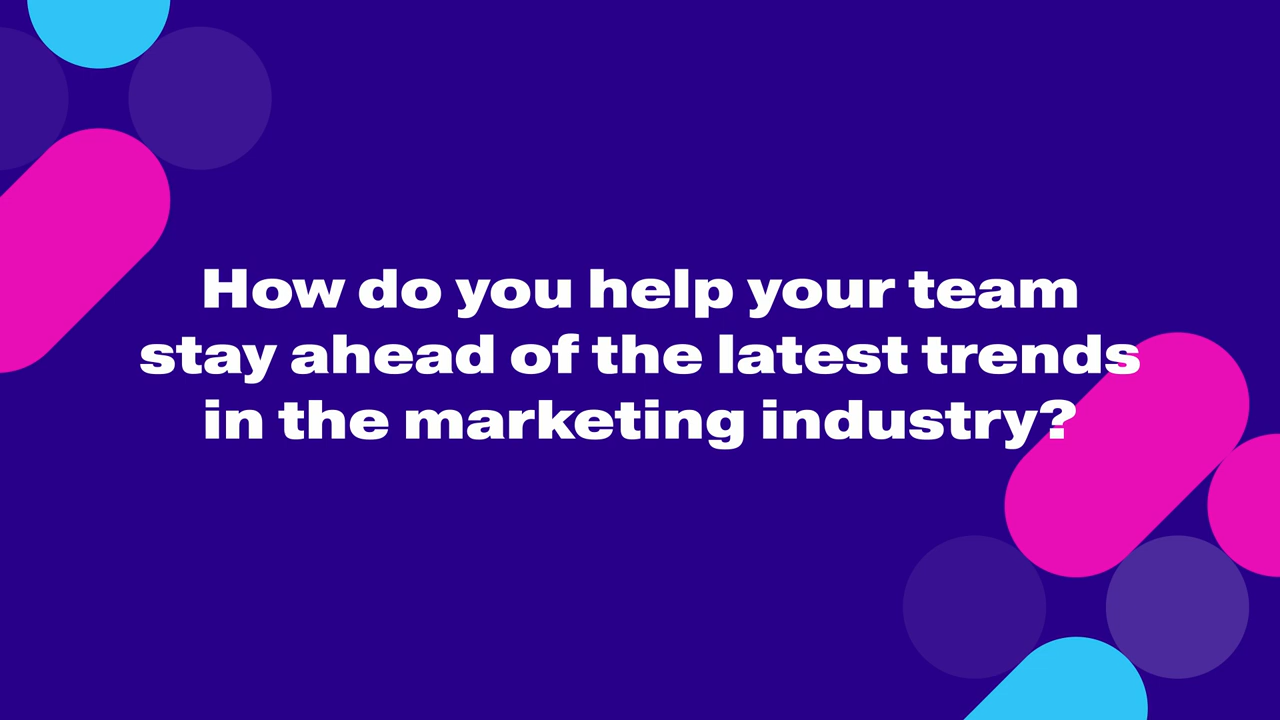 How do you help your team
stay ahead of the latest trends
in the marketing industry?